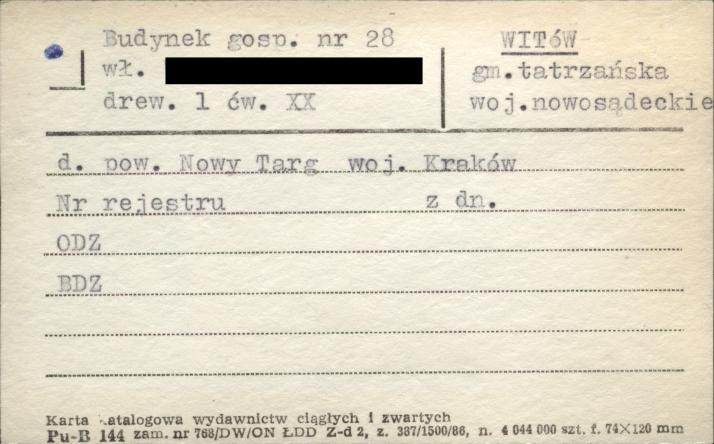 Budynek gosp. nr 28
wł.
drew. 1 ćw. XX
WITÓW
gm.tatrzańska
woj.nowosądeckie
d. pow. Nowy Targ woj. Kraków
Nr rejestru z dn.
ODZ
BDZ
Karta katalogowa wydawnictw ciągłych i zwartych
Pu-B 144 zam. nr 768/DW/ON ŁDD Z-d 2, z. 387/1500/86, n. 4 044 000 szt. f. 74×120 mm